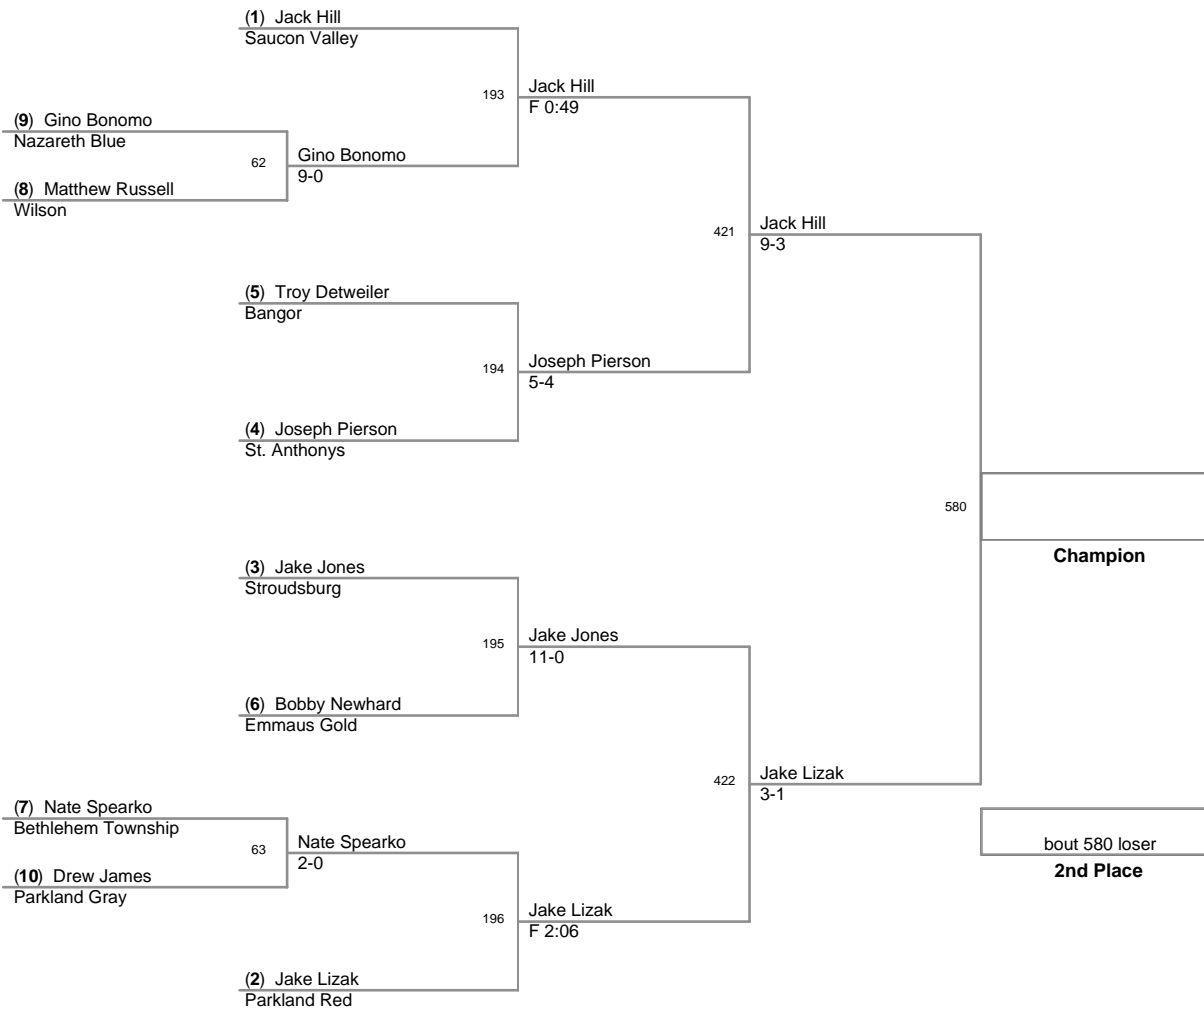 (1) Jack Hill
Saucon Valley
193
Jack Hill
F 0:49
(9) Gino Bonomo
Nazareth Blue
62
Gino Bonomo
9-0
(8) Matthew Russell
Wilson
421
Jack Hill
9-3
(5) Troy Detweiler
Bangor
194
Joseph Pierson
5-4
(4) Joseph Pierson
St. Anthonys
580
Champion
(3) Jake Jones
Stroudsburg
195
Jake Jones
11-0
(6) Bobby Newhard
Emmaus Gold
422
Jake Lizak
3-1
(7) Nate Spearko
Bethlehem Township
63
Nate Spearko
2-0
(10) Drew James
Parkland Gray
bout 580 loser
2nd Place
196
Jake Lizak
F 2:06
(2) Jake Lizak
Parkland Red